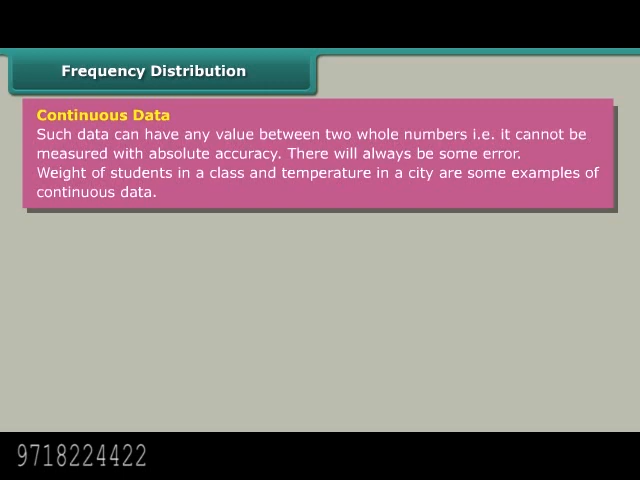 Frequency Distribution
Continuous Data
Such data can have any value between two whole numbers i.e. it cannot be
measured with absolute accuracy. There will always be some error.
Weight of students in a class and temperature in a city are some examples of
continuous data.
9718224422